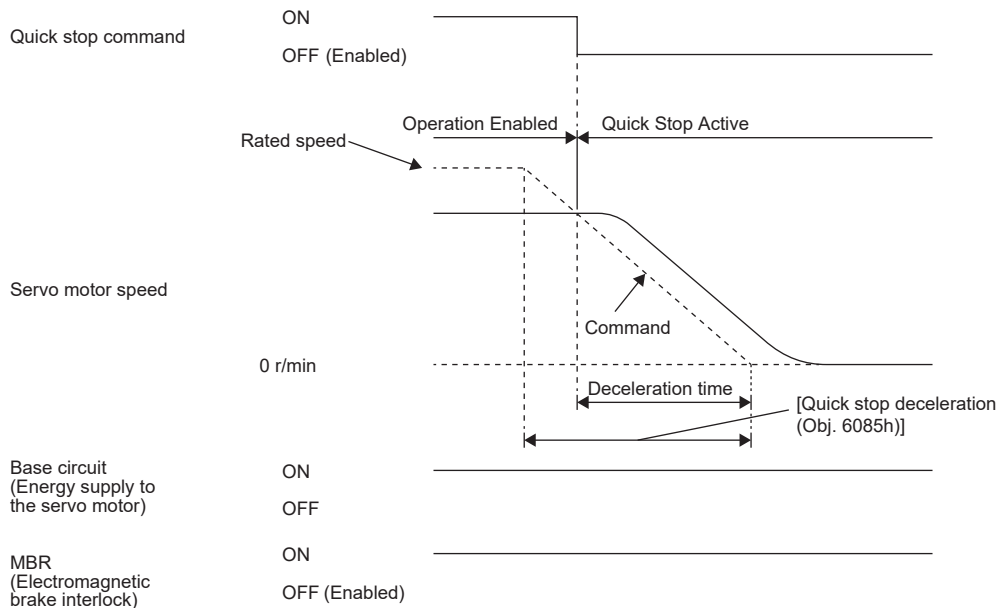 Quick stop command
ON
OFF (Enabled)
Operation Enabled
Quick Stop Active
Rated speed
Servo motor speed
Command
0 r/min
Deceleration time
[Quick stop deceleration
(Obj. 6085h)]
Base circuit
(Energy supply to
the servo motor)
ON
OFF
MBR
(Electromagnetic
brake interlock)
ON
OFF (Enabled)